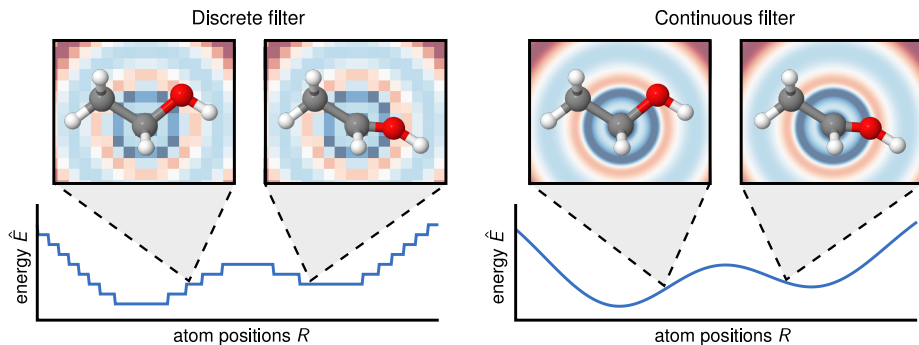 Discrete filter
Continuous filter
energy Ê
atom positions R
energy Ê
atom positions R